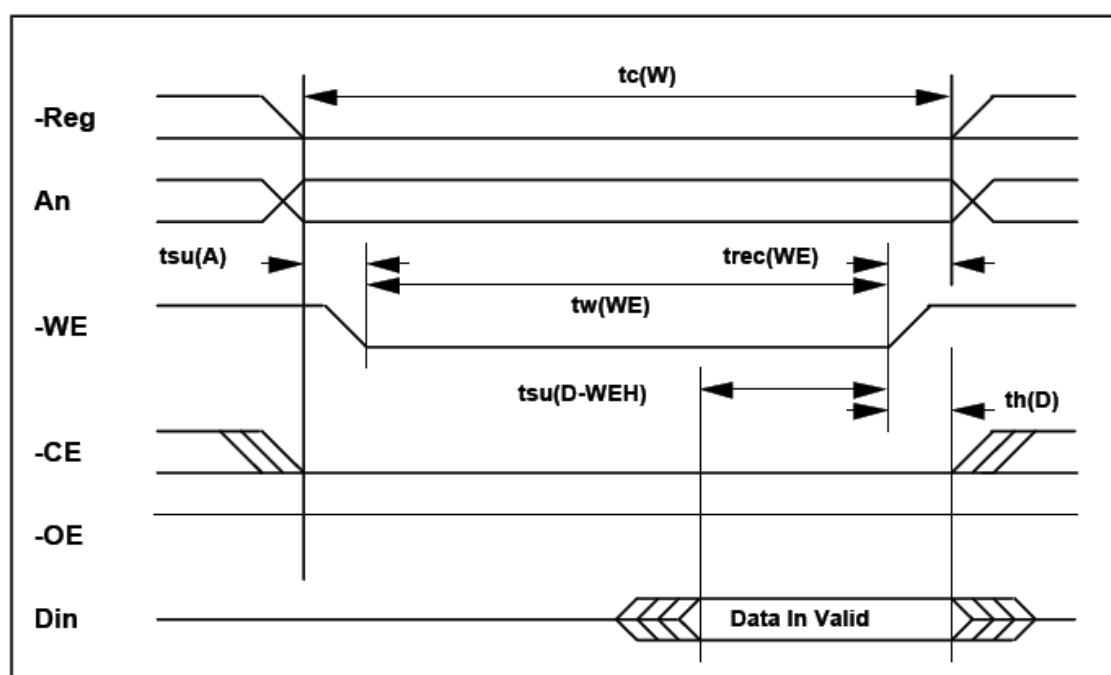 tc(W)
-Reg
An
tsu(A)
trec(WE)
tw(WE)
-WE
tsu(D-WEH)
th(D)
-CE
-OE
Din
Data In Valid